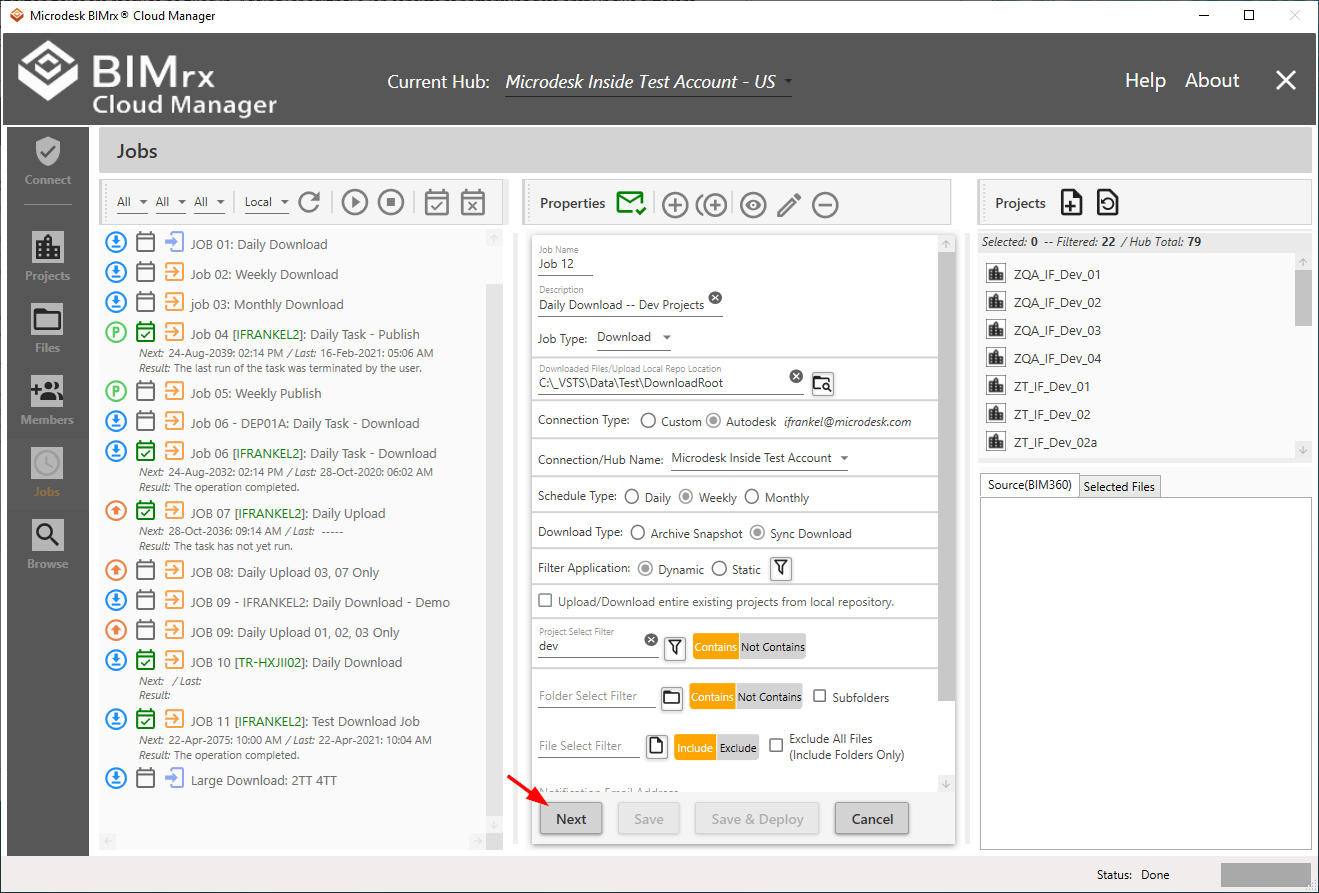 Microdesk BIMrx® Cloud Manager
BIMrx
Cloud Manager
Current Hub: Microdesk Inside Test Account - US
Help About
Connect
Projects
Files
Members
Jobs
Browse
Jobs
All All All Local
JOB 01: Daily Download
Job 02: Weekly Download
job 03: Monthly Download
P Job 04 [IFRANKEL2]: Daily Task - Publish
Next: 24-Aug-2039: 02:14 PM / Last: 16-Feb-2021: 05:06 AM
Result: The last run of the task was terminated by the user.
P Job 05: Weekly Publish
Job 06 - DEP01A: Daily Task - Download
Job 06 [IFRANKEL2]: Daily Task - Download
Next: 24-Aug-2032: 02:14 PM / Last: 28-Oct-2020: 06:02 AM
Result: The operation completed.
JOB 07 [IFRANKEL2]: Daily Upload
Next: 28-Oct-2036: 09:14 AM / Last: -----
Result: The task has not yet run.
JOB 08: Daily Upload 03, 07 Only
JOB 09 - IFRANKEL2: Daily Download - Demo
JOB 09: Daily Upload 01, 02, 03 Only
JOB 10 [TR-HXJII02]: Daily Download
Next: / Last:
Result:
JOB 11 [IFRANKEL2]: Test Download Job
Next: 22-Apr-2075: 10:00 AM / Last: 22-Apr-2021: 10:04 AM
Result: The operation completed.
Large Download: 2TT 4TT
Properties
Job Name
Job 12
Description
Daily Download -- Dev Projects
Job Type: Download
Downloaded Files/Upload Local Repo Location
C:\_VSTS\Data\Test\DownloadRoot
Connection Type: Custom Autodesk ifrankel@microdesk.com
Connection/Hub Name: Microdesk Inside Test Account
Schedule Type: Daily Weekly Monthly
Download Type: Archive Snapshot Sync Download
Filter Application: Dynamic Static
Upload/Download entire existing projects from local repository.
Project Select Filter
dev Contains Not Contains
Folder Select Filter Contains Not Contains Subfolders
File Select Filter Include Exclude Exclude All Files
(Include Folders Only)
Notification Email Address
Next Save Save & Deploy Cancel
Projects
Selected: 0 -- Filtered: 22 / Hub Total: 79
ZQA_IF_Dev_01
ZQA_IF_Dev_02
ZQA_IF_Dev_03
ZQA_IF_Dev_04
ZT_IF_Dev_01
ZT_IF_Dev_02
ZT_IF_Dev_02a
Source(BIM360) Selected Files
Status: Done